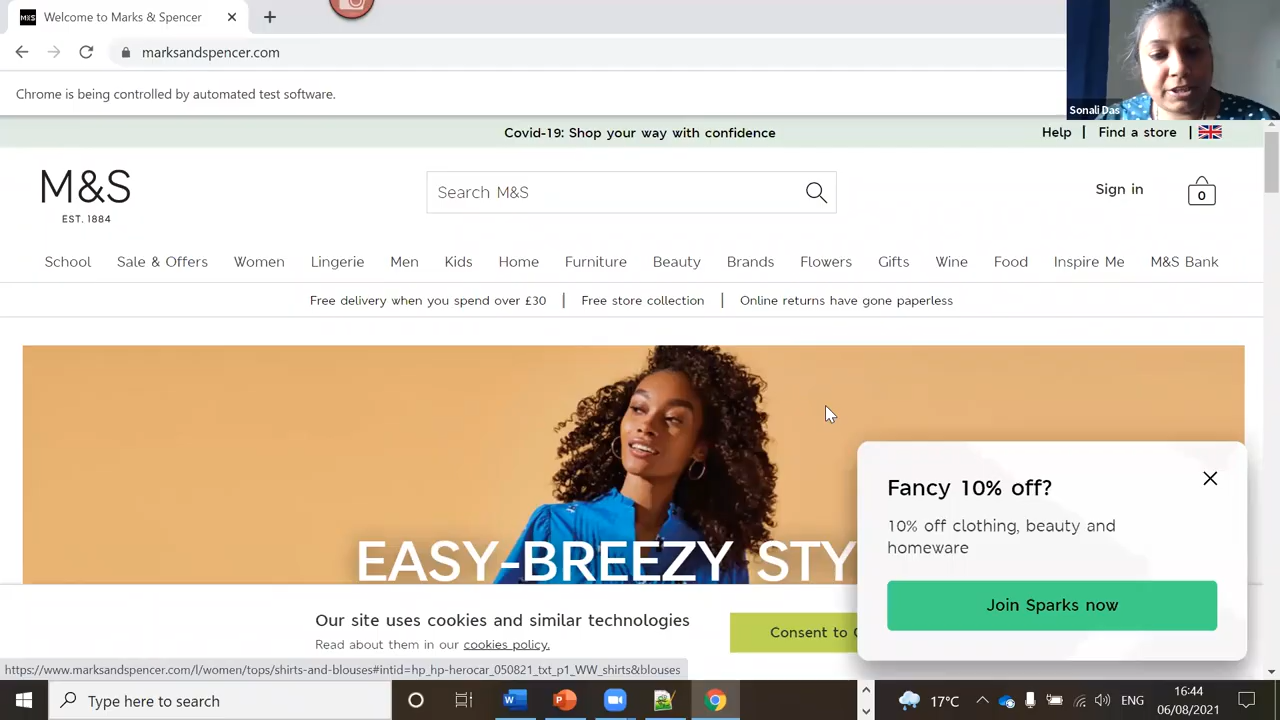 M&S
Welcome to Marks & Spencer
marksandspencer.com
Chrome is being controlled by automated test software.
Sonali Das
Covid-19: Shop your way with confidence
Help | Find a store |
M&S
EST. 1884
Search M&S
Sign in
0
School Sale & Offers Women Lingerie Men Kids Home Furniture Beauty Brands Flowers Gifts Wine Food Inspire Me M&S Bank
Free delivery when you spend over £30 | Free store collection | Online returns have gone paperless
EASY-BREEZY STY
Fancy 10% off?
10% off clothing, beauty and
homeware
Join Sparks now
Our site uses cookies and similar technologies
Read about them in our cookies policy.
Consent to C
https://www.marksandspencer.com/l/women/tops/shirts-and-blouses#intid=hp_hp-herocar_050821_txt_p1_WW_shirts&blouses
Type here to search
17°C
ENG
16:44
06/08/2021